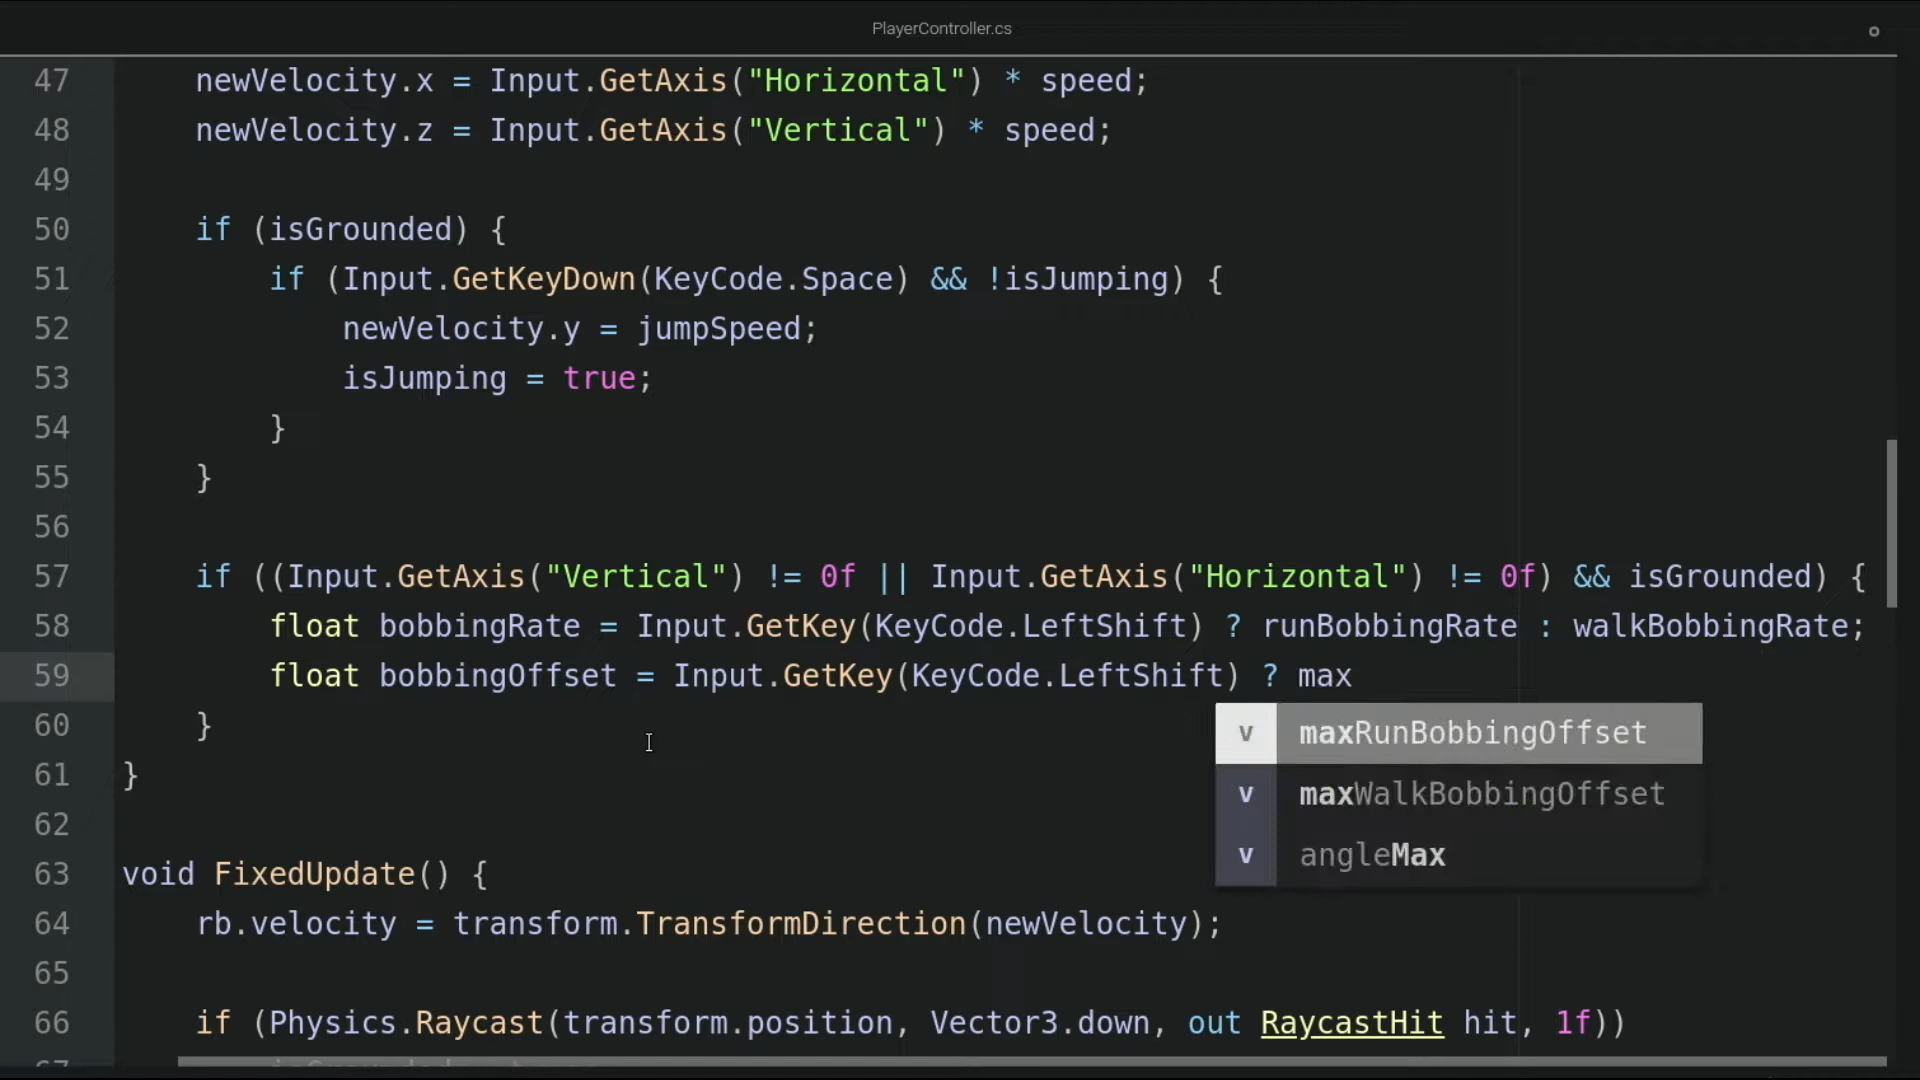 PlayerController.cs
47 newVelocity.x = Input.GetAxis("Horizontal") * speed;
48 newVelocity.z = Input.GetAxis("Vertical") * speed;
49
50 if (isGrounded) {
51 if (Input.GetKeyDown(KeyCode.Space) && !isJumping) {
52 newVelocity.y = jumpSpeed;
53 isJumping = true;
54 }
55 }
56
57 if ((Input.GetAxis("Vertical") != 0f || Input.GetAxis("Horizontal") != 0f) && isGrounded) {
58 float bobbingRate = Input.GetKey(KeyCode.LeftShift) ? runBobbingRate : walkBobbingRate;
59 float bobbingOffset = Input.GetKey(KeyCode.LeftShift) ? max
60 }
v maxRunBobbingOffset
61 }
v maxWalkBobbingOffset
62
v angleMax
63 void FixedUpdate() {
64 rb.velocity = transform.TransformDirection(newVelocity);
65
66 if (Physics.Raycast(transform.position, Vector3.down, out RaycastHit hit, 1f))